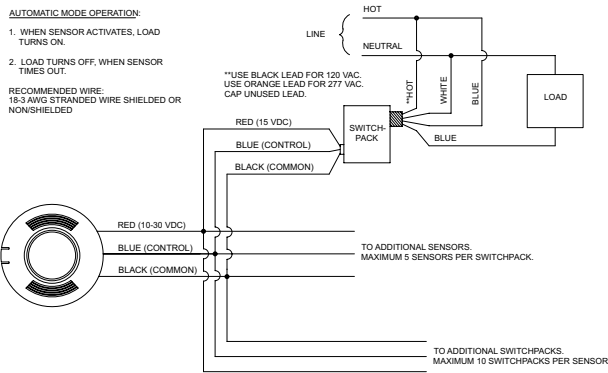 AUTOMATIC MODE OPERATION:
1. WHEN SENSOR ACTIVATES, LOAD
TURNS ON.
2. LOAD TURNS OFF, WHEN SENSOR
TIMES OUT.
RECOMMENDED WIRE:
18-3 AWG STRANDED WIRE SHIELDED OR
NON/SHIELDED
HOT
LINE
NEUTRAL
**USE BLACK LEAD FOR 120 VAC.
USE ORANGE LEAD FOR 277 VAC.
CAP UNUSED LEAD.
**HOT
WHITE
BLUE
LOAD
RED (15 VDC)
SWITCH-
PACK
BLUE
BLUE (CONTROL)
BLACK (COMMON)
RED (10-30 VDC)
BLUE (CONTROL)
BLACK (COMMON)
TO ADDITIONAL SENSORS.
MAXIMUM 5 SENSORS PER SWITCHPACK.
TO ADDITIONAL SWITCHPACKS.
MAXIMUM 10 SWITCHPACKS PER SENSOR